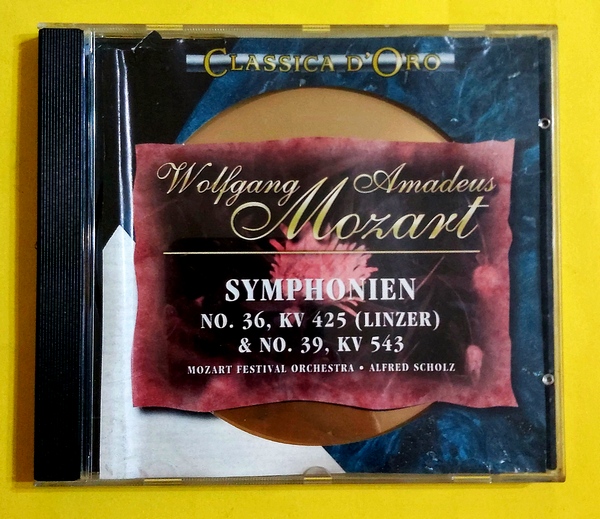 CLASSICA D'ORO
Wolfgang Amadeus
Mozart
SYMPHONIEN
NO. 36, KV 425 (LINZER)
& NO. 39, KV 543
MOZART FESTIVAL ORCHESTRA • ALFRED SCHOLZ